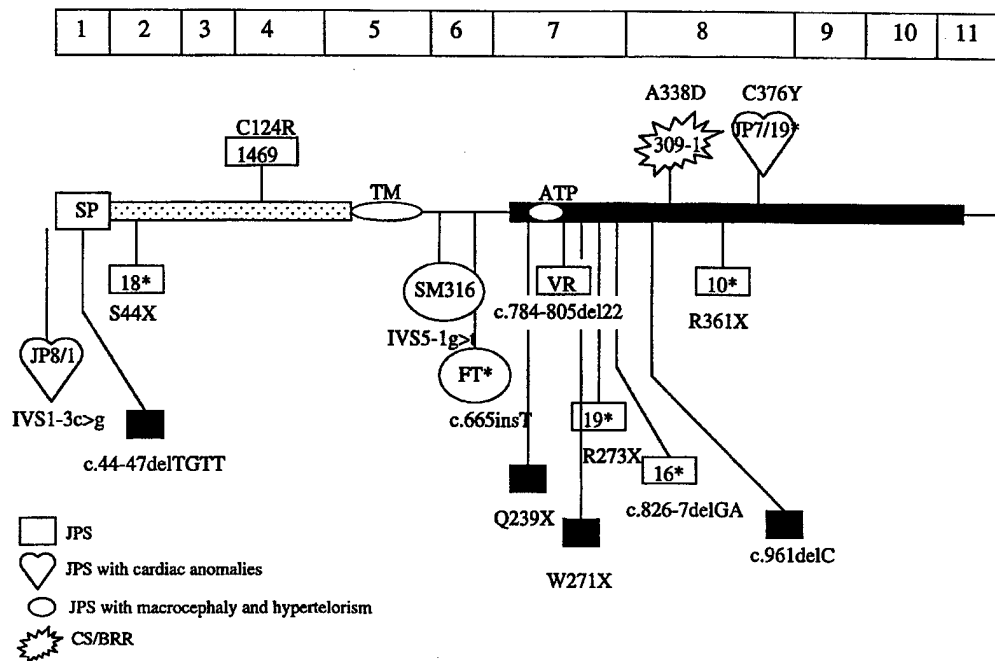 1 2 3 4 5 6 7 8 9 10 11
A338D C376Y
C124R
1469
309-1
JP7/19*
SP
TM
ATP
18*
S44X
SM316
VR
c.784-805del22
10*
R361X
IVS5-1g>t
JP8/1
IVS1-3c>g
FT*
c.665insT
19*
R273X
c.44-47delTGTT
16*
c.826-7delGA
Q239X
W271X
c.961delC
JPS
JPS with cardiac anomalies
JPS with macrocephaly and hypertelorism
CS/BRR